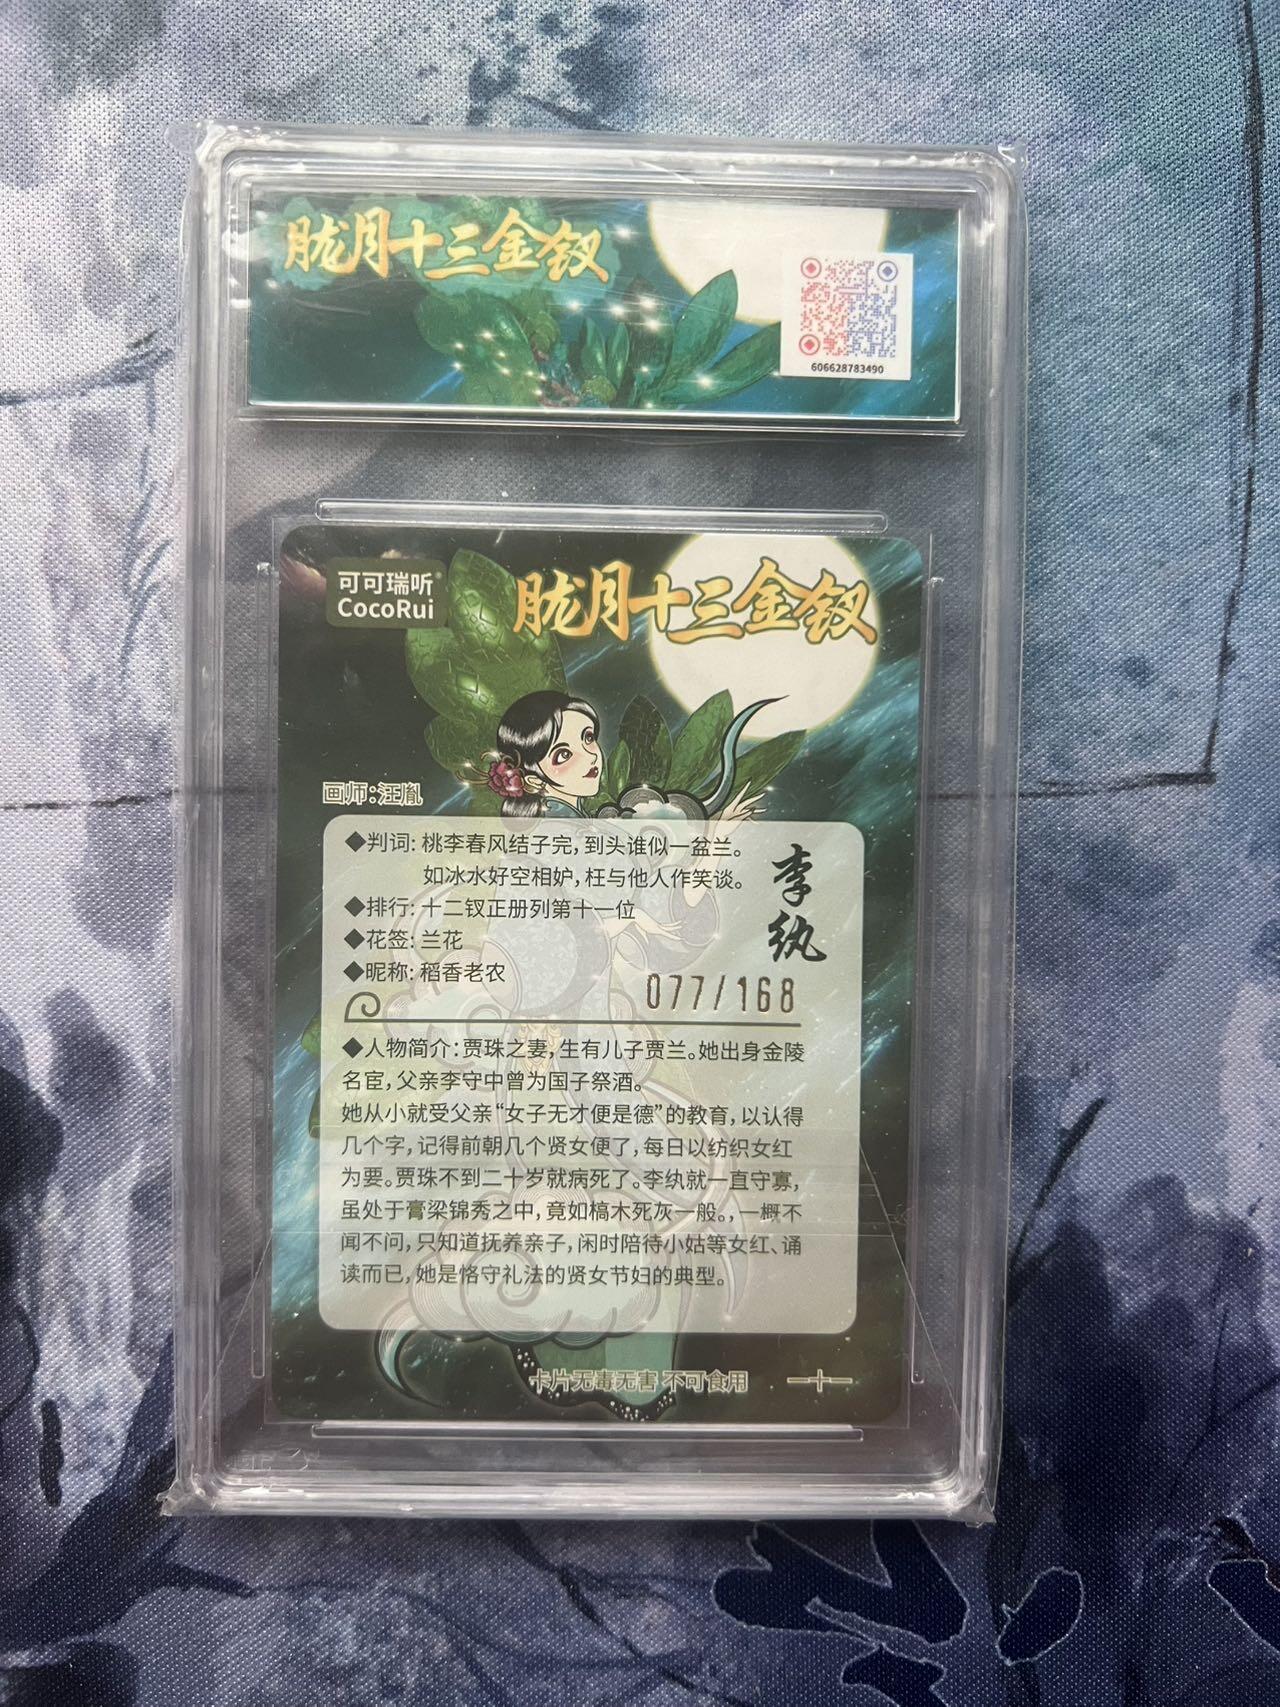 胧月十三金钗
606628783490
可可瑞听®
CocoRui
胧月十三金钗
画师:汪胤
◆判词: 桃李春风结子完,到头谁似一盆兰。
如冰水好空相妒,枉与他人作笑谈。
李纨
◆排行: 十二钗正册列第十一位
◆花签: 兰花
◆昵称: 稻香老农
077/168
◆人物简介:贾珠之妻,生有儿子贾兰。她出身金陵
名宦,父亲李守中曾为国子祭酒。
她从小就受父亲“女子无才便是德”的教育,以认得
几个字,记得前朝几个贤女便了,每日以纺织女红
为要。贾珠不到二十岁就病死了。李纨就一直守寡,
虽处于膏梁锦秀之中,竟如槁木死灰一般。,一概不
闻不问,只知道抚养亲子,闲时陪待小姑等女红、诵
读而已,她是恪守礼法的贤女节妇的典型。
卡片无毒无害 不可食用
—十一